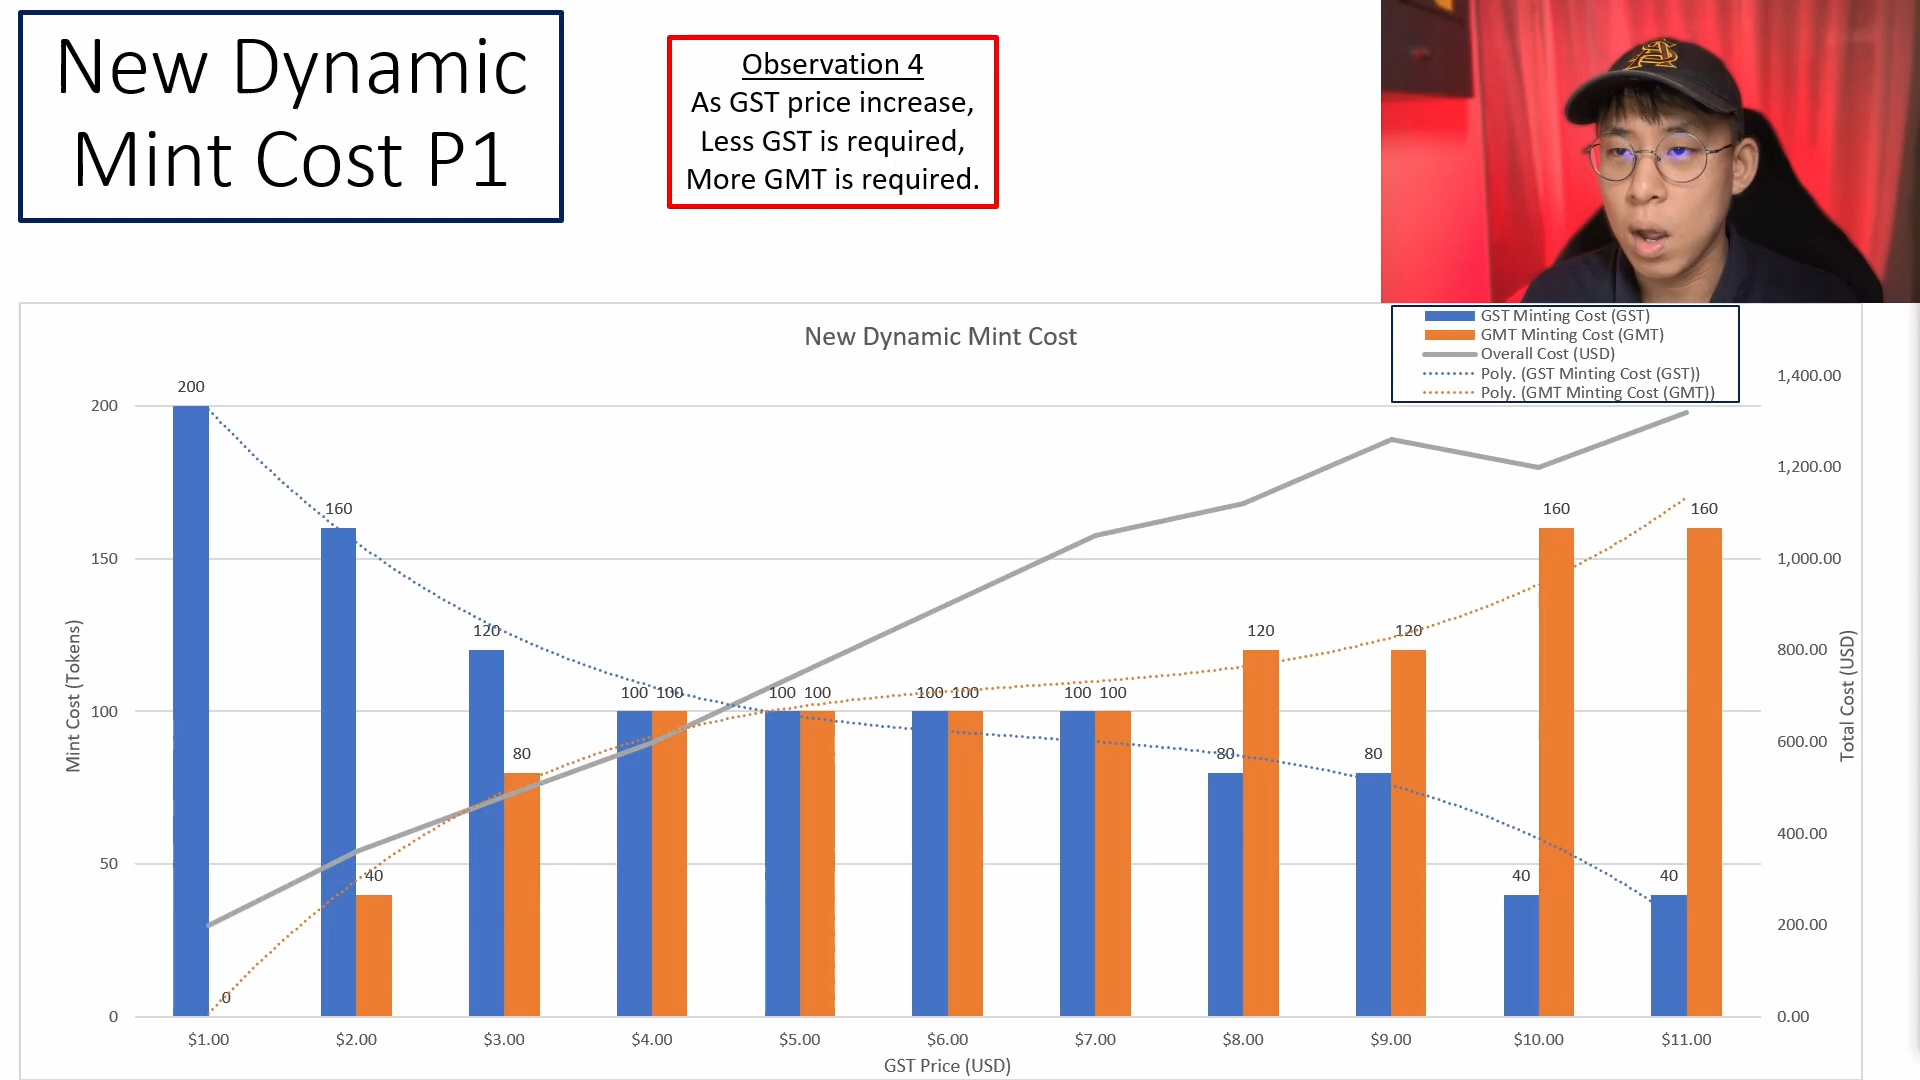 New Dynamic
Mint Cost P1
Observation 4
As GST price increase,
Less GST is required,
More GMT is required.
New Dynamic Mint Cost
GST Minting Cost (GST)
GMT Minting Cost (GMT)
Overall Cost (USD)
Poly. (GST Minting Cost (GST))
Poly. (GMT Minting Cost (GMT))
Mint Cost (Tokens)
200
150
100
50
0
200
0
160
40
120
80
100 100
100 100
100 100
100 100
80
120
80
120
40
160
40
160
1,400.00
1,200.00
1,000.00
800.00
600.00
400.00
200.00
0.00
Total Cost (USD)
$1.00 $2.00 $3.00 $4.00 $5.00 $6.00 $7.00 $8.00 $9.00 $10.00 $11.00
GST Price (USD)